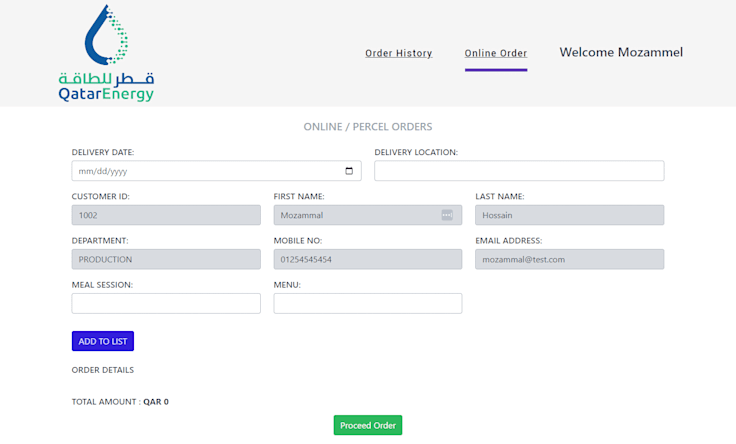 قطر للطاقة
QatarEnergy
Order History
Online Order
Welcome Mozammel
ONLINE / PERCEL ORDERS
DELIVERY DATE:
DELIVERY LOCATION:
mm/dd/yyyy
CUSTOMER ID:
FIRST NAME:
LAST NAME:
1002
Mozammal
Hossain
DEPARTMENT:
MOBILE NO:
EMAIL ADDRESS:
PRODUCTION
01254545454
mozammal@test.com
MEAL SESSION:
MENU:
ADD TO LIST
ORDER DETAILS
TOTAL AMOUNT : QAR 0
Proceed Order